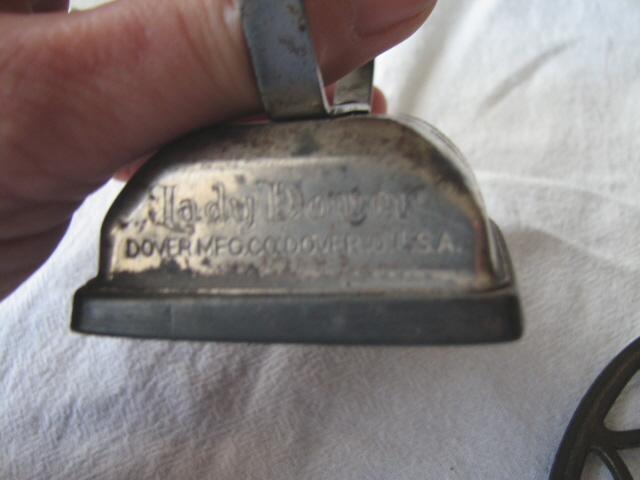 "Lady Dover"
DOVER MFG.CO. DOVER O. U.S.A.